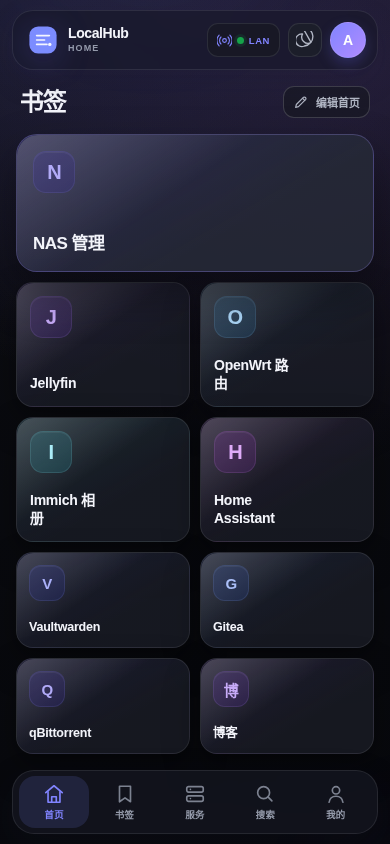 LocalHub
HOME
LAN
A
书签
编辑首页
N
NAS 管理
J
Jellyfin
O
OpenWrt 路
由
I
Immich 相
册
H
Home
Assistant
V
Vaultwarden
G
Gitea
Q
qBittorrent
博
博客
首页
书签
服务
搜索
我的